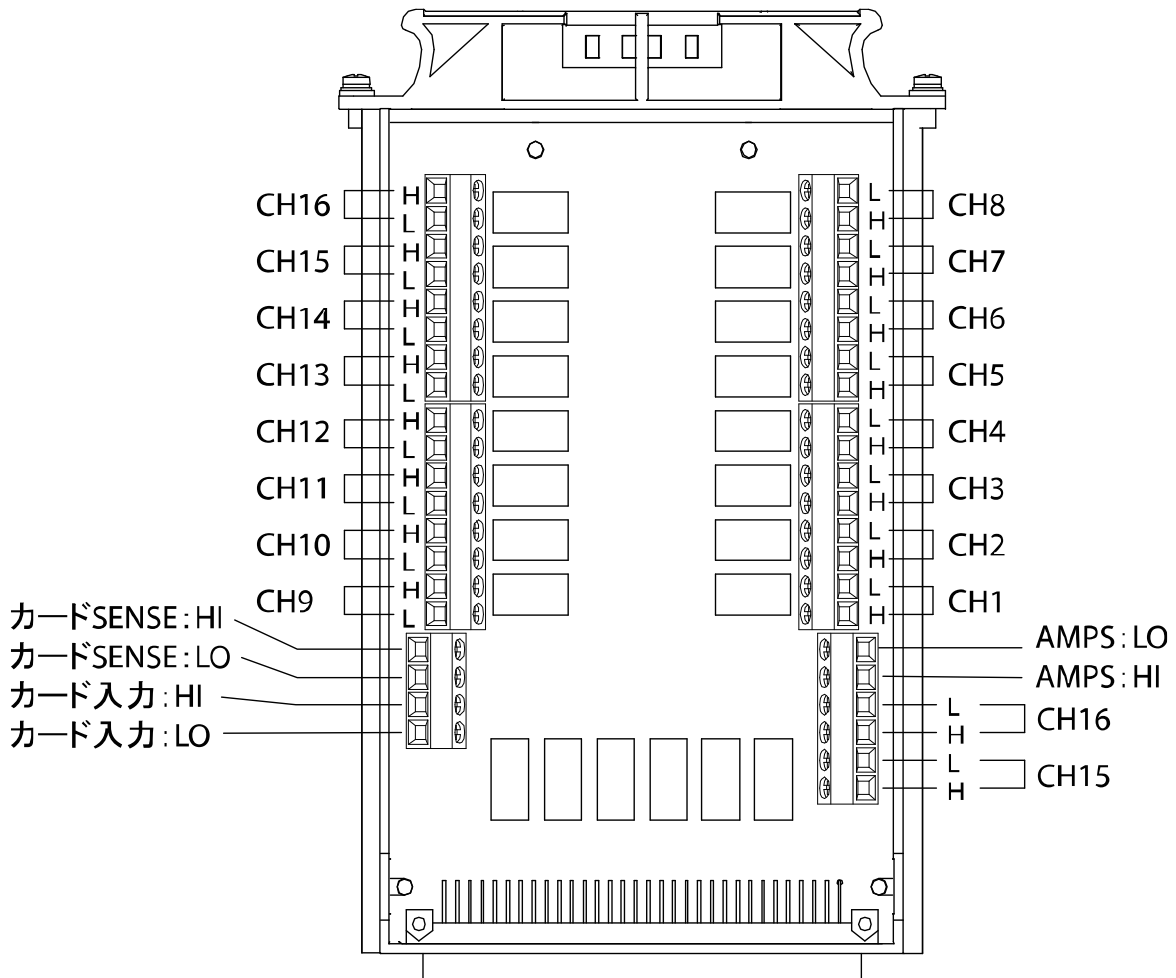 CH16
H
L
CH15
H
L
CH14
H
L
CH13
H
L
CH12
H
L
CH11
H
L
CH10
H
L
CH9
H
L
カードSENSE:HI
カードSENSE:LO
カード入力:HI
カード入力:LO
L
H
CH8
L
H
CH7
L
H
CH6
L
H
CH5
L
H
CH4
L
H
CH3
L
H
CH2
L
H
CH1
AMPS:LO
AMPS:HI
L
H
CH16
L
H
CH15